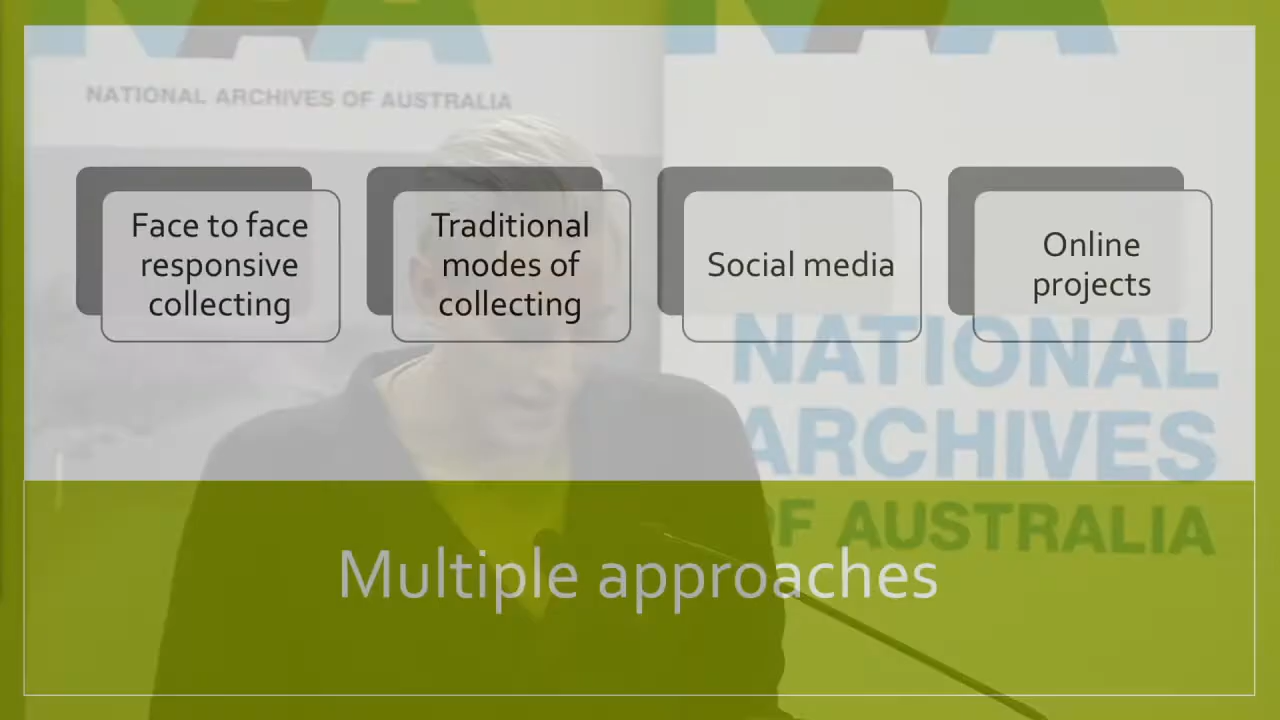 NATIONAL ARCHIVES OF AUSTRALIA
Face to face
responsive
collecting
Traditional
modes of
collecting
Social media
Online
projects
NATIONAL
ARCHIVES
OF AUSTRALIA
Multiple approaches